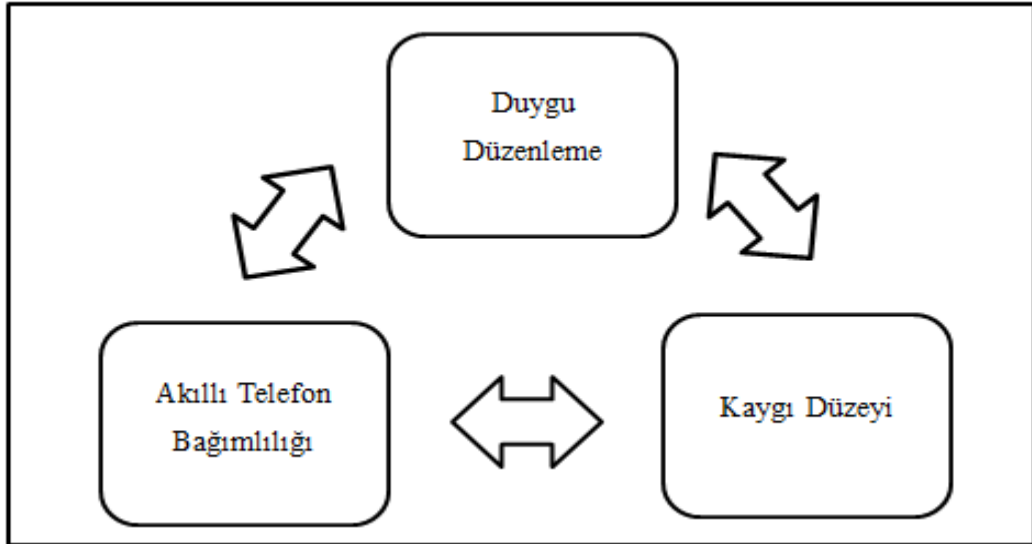 Duygu
Düzenleme
Akıllı Telefon
Bağımlılığı
Kaygı Düzeyi